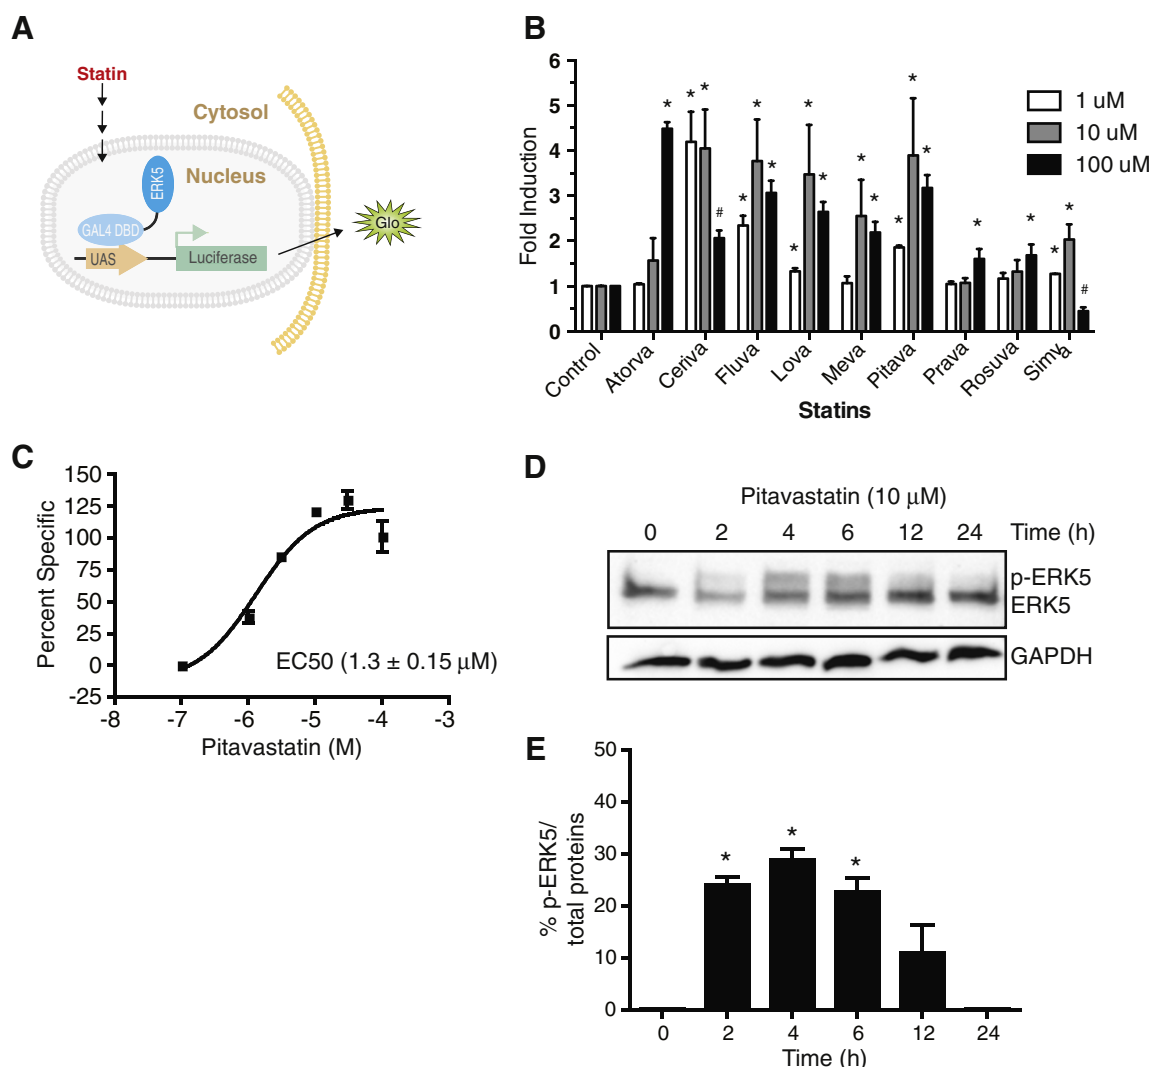 A
Statin
Cytosol
Nucleus
ERK5
GAL4 DBD
UAS
Luciferase
Glo
B
6
5
4
3
2
1
0
Fold Induction
* * * # * * * * * * * * * * * * * * * * #
1 uM
10 uM
100 uM
Control
Atorva
Ceriva
Fluva
Lova
Meva
Pitava
Prava
Rosuva
Simva
Statins
C
150
125
100
75
50
25
0
-25
Percent Specific
EC50 (1.3 ± 0.15 µM)
-8 -7 -6 -5 -4 -3
Pitavastatin (M)
D
Pitavastatin (10 µM)
0 2 4 6 12 24 Time (h)
p-ERK5
ERK5
GAPDH
E
50
40
30
20
10
0
% p-ERK5/
total proteins
* * *
0 2 4 6 12 24
Time (h)